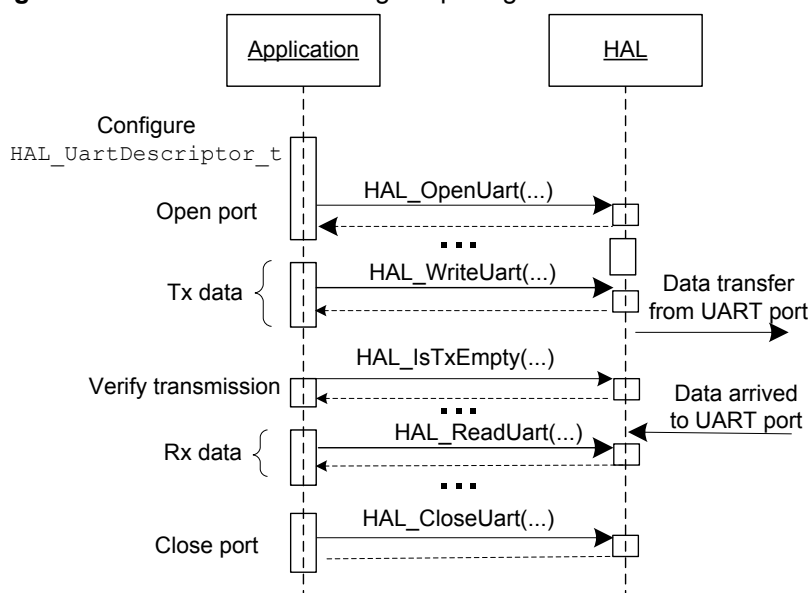 Application
HAL
Configure
HAL_UartDescriptor_t
HAL_OpenUart(...)
Open port
...
HAL_WriteUart(...)
Tx data
Data transfer
from UART port
HAL_IsTxEmpty(...)
Verify transmission
...
Data arrived
to UART port
HAL_ReadUart(...)
Rx data
...
HAL_CloseUart(...)
Close port